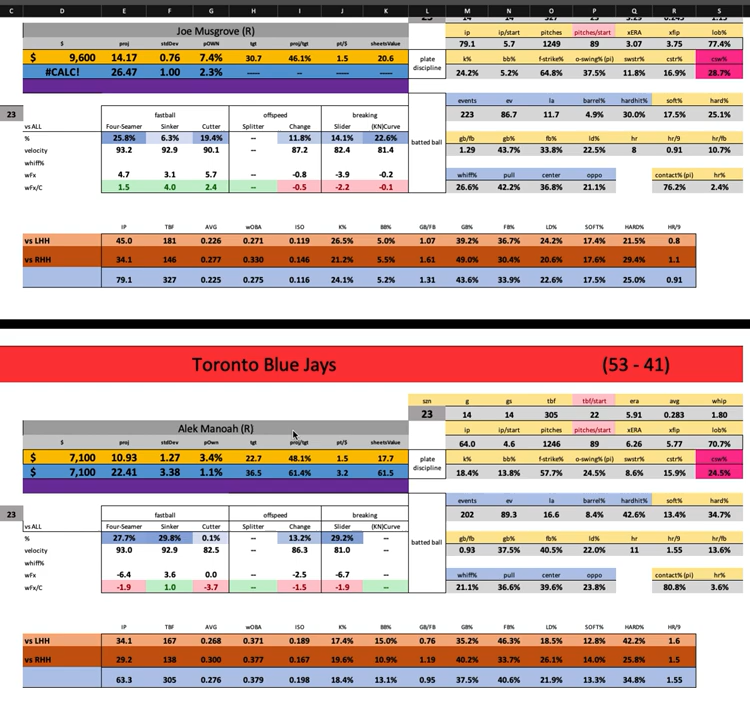 C D E F G H I J K L M N O P Q R S
23 14 14 327 23 3.29 0.245 1.15
Joe Musgrove (R)
ip ip/start pitches pitches/start xERA xfip lob%
$ proj stdDev pOWN tgt proj/tgt pt/$ sheetsValue
79.1 5.7 1249 89 3.07 3.75 77.4%
$ 9,600 14.17 0.76 7.4% 30.7 46.1% 1.5 20.6
plate discipline
k% bb% f-strike% o-swing% (pi) swstr% cstr% csw%
#CALC! 26.47 1.00 2.3% ---- -- ---- ----
24.2% 5.2% 64.8% 37.5% 11.8% 16.9% 28.7%
events ev la barrel% hardhit% soft% hard%
23 fastball offspeed breaking
223 86.7 11.7 4.9% 30.0% 17.5% 25.1%
vs ALL Four-Seamer Sinker Cutter Splitter Change Slider (KN)Curve
% 25.8% 6.3% 19.4% -- 11.8% 14.1% 22.6%
batted ball
gb/fb gb% fb% ld% hr hr/9 hr/fb
velocity 93.2 92.9 90.1 -- 87.2 82.4 81.4
1.29 43.7% 33.8% 22.5% 8 0.91 10.7%
whiff%
wFx 4.7 3.1 5.7 -- -0.8 -3.9 -0.2
whiff% pull center oppo contact% (pi) hr%
wFx/C 1.5 4.0 2.4 -- -0.5 -2.2 -0.1
26.6% 42.2% 36.8% 21.1% 76.2% 2.4%
IP TBF AVG wOBA ISO K% BB% GB/FB GB% FB% LD% SOFT% HARD% HR/9
vs LHH 45.0 181 0.226 0.271 0.119 26.5% 5.0% 1.07 39.2% 36.7% 24.2% 17.4% 21.5% 0.8
vs RHH 34.1 146 0.277 0.330 0.146 21.2% 5.5% 1.61 49.0% 30.4% 20.6% 17.6% 29.4% 1.1
79.1 327 0.225 0.275 0.116 24.1% 5.2% 1.31 43.6% 33.9% 22.6% 17.5% 25.2% 0.91
Toronto Blue Jays (53 - 41)
szn g gs tbf tbf/start era avg whip
23 14 14 305 22 5.91 0.283 1.80
Alek Manoah (R)
ip ip/start pitches pitches/start xERA xfip lob%
$ proj stdDev pOwn tgt proj/tgt pt/$ sheetsValue
64.0 4.6 1246 89 6.26 5.77 70.7%
$ 7,100 10.93 1.27 3.4% 22.7 48.1% 1.5 17.7
plate discipline
k% bb% f-strike% o-swing% (pi) swstr% cstr% csw%
$ 7,100 22.41 3.38 1.1% 36.5 61.4% 3.2 61.5
18.4% 13.8% 57.7% 24.5% 8.6% 15.9% 24.5%
events ev la barrel% hardhit% soft% hard%
23 fastball offspeed breaking
202 89.3 16.6 8.4% 42.6% 13.4% 34.7%
vs ALL Four-Seamer Sinker Cutter Splitter Change Slider (KN)Curve
% 27.7% 29.8% 0.1% -- 13.2% 29.2% --
batted ball
gb/fb gb% fb% ld% hr hr/9 hr/fb
velocity 93.0 92.9 82.5 -- 86.3 81.0 --
0.93 37.5% 40.5% 22.0% 11 1.55 13.6%
whiff%
wFx -6.4 3.6 0.0 -- -2.5 -6.7 --
whiff% pull center oppo contact% (pi) hr%
wFx/C -1.9 1.0 -3.7 -- -1.5 -1.9 --
21.1% 36.6% 39.6% 23.8% 80.8% 3.6%
IP TBF AVG wOBA ISO K% BB% GB/FB GB% FB% LD% SOFT% HARD% HR/9
vs LHH 34.1 167 0.268 0.371 0.189 17.4% 15.0% 0.76 35.2% 46.3% 18.5% 12.8% 42.2% 1.6
vs RHH 29.2 138 0.300 0.377 0.167 19.6% 10.9% 1.19 40.2% 33.7% 26.1% 14.0% 25.8% 1.5
63.3 305 0.276 0.379 0.198 18.4% 13.1% 0.95 37.5% 40.6% 21.9% 13.3% 34.8% 1.55